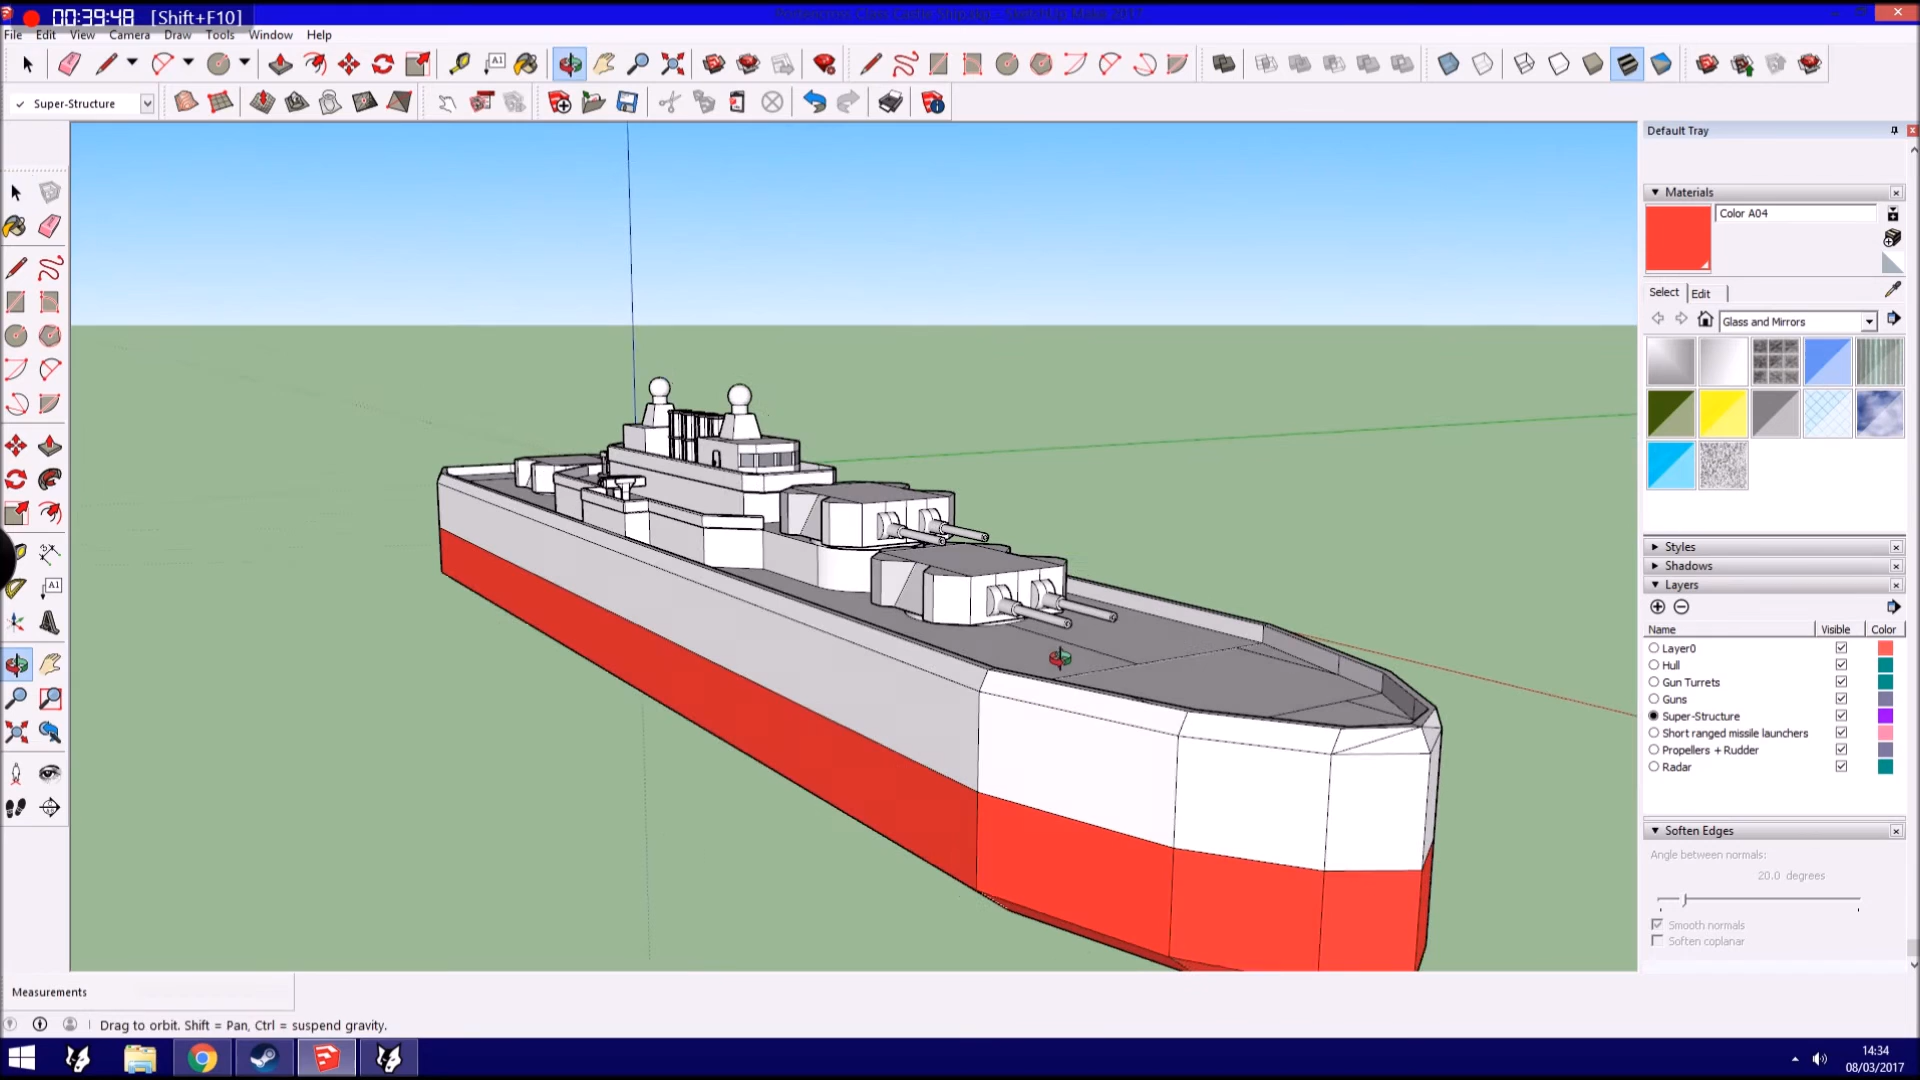 00:39:48 [Shift+F10]
File Edit View Camera Draw Tools Window Help
Super-Structure
Default Tray
Materials
Color A04
Select Edit
Glass and Mirrors
Styles
Shadows
Layers
Name Visible Color
Layer0
Hull
Gun Turrets
Guns
Super-Structure
Short ranged missile launchers
Propellers + Rudder
Radar
Soften Edges
Angle between normals:
20.0 degrees
Smooth normals
Soften coplanar
Measurements
Drag to orbit. Shift = Pan, Ctrl = suspend gravity.
14:34
08/03/2017